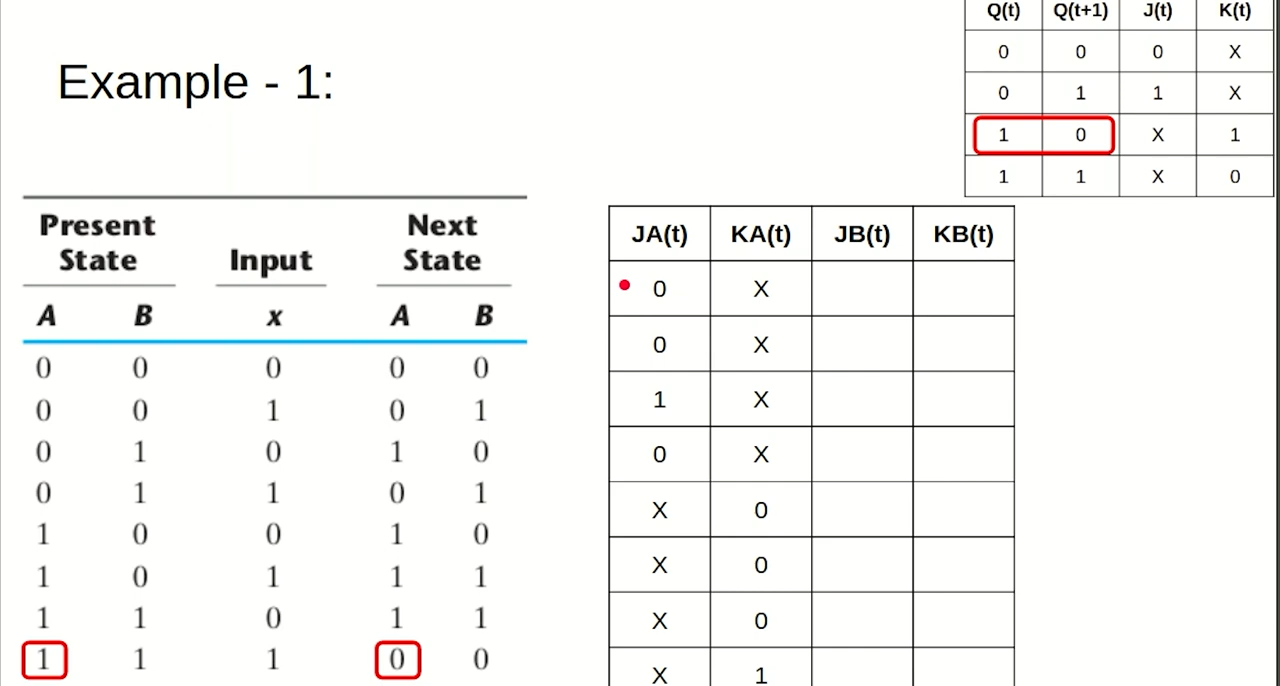 Example - 1:
Q(t) Q(t+1) J(t) K(t)
0 0 0 X
0 1 1 X
1 0 X 1
1 1 X 0
Present State Input Next State
A B x A B
0 0 0 0 0
0 0 1 0 1
0 1 0 1 0
0 1 1 0 1
1 0 0 1 0
1 0 1 1 1
1 1 0 1 1
1 1 1 0 0
JA(t) KA(t) JB(t) KB(t)
0 X
0 X
1 X
0 X
X 0
X 0
X 0
X 1